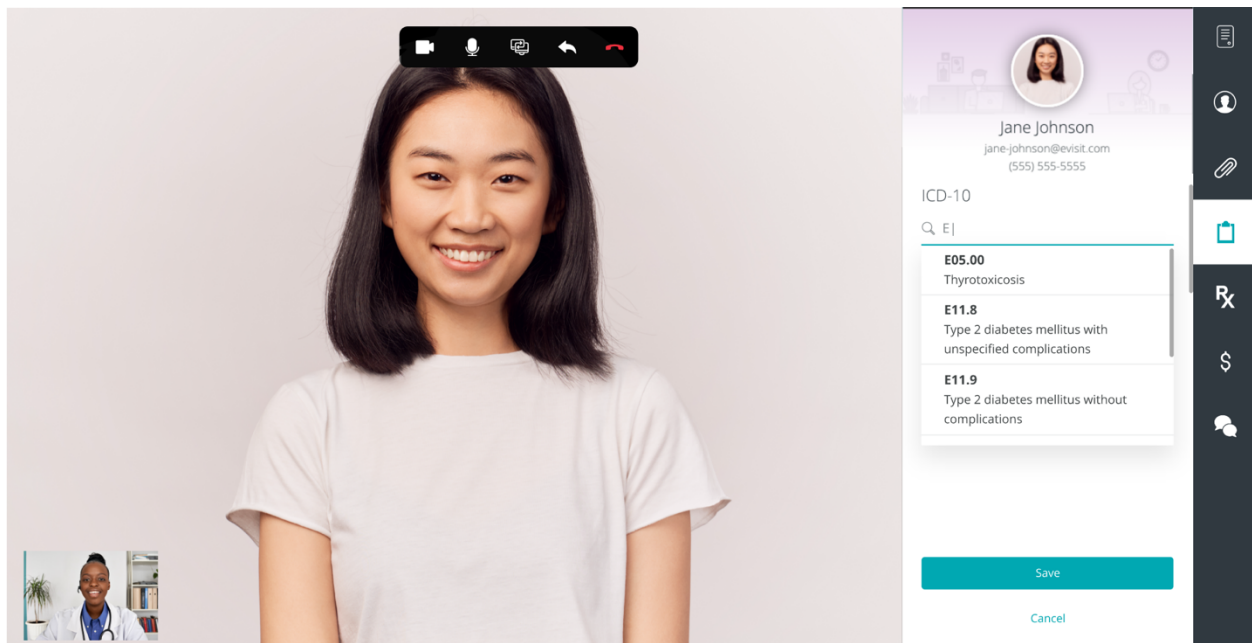 Jane Johnson
jane-johnson@evisit.com
(555) 555-5555
ICD-10
E
E05.00
Thyrotoxicosis
E11.8
Type 2 diabetes mellitus with
unspecified complications
E11.9
Type 2 diabetes mellitus without
complications
Save
Cancel
Rx
$